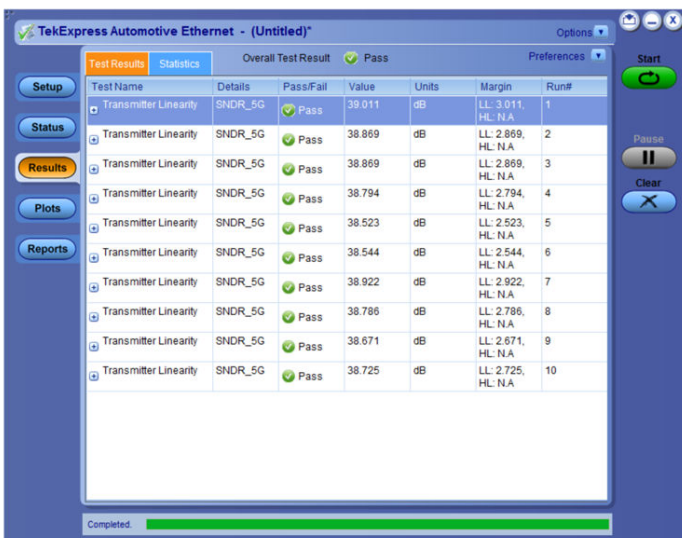 TekExpress Automotive Ethernet - (Untitled)*
Options
Test Results
Statistics
Overall Test Result
Pass
Preferences
Start
Setup
Status
Results
Plots
Reports
Pause
Clear
Test Name Details Pass/Fail Value Units Margin Run#
Transmitter Linearity SNDR_5G Pass 39.011 dB LL: 3.011, 1
HL: N.A
Transmitter Linearity SNDR_5G Pass 38.869 dB LL: 2.869, 2
HL: N.A
Transmitter Linearity SNDR_5G Pass 38.869 dB LL: 2.869, 3
HL: N.A
Transmitter Linearity SNDR_5G Pass 38.794 dB LL: 2.794, 4
HL: N.A
Transmitter Linearity SNDR_5G Pass 38.523 dB LL: 2.523, 5
HL: N.A
Transmitter Linearity SNDR_5G Pass 38.544 dB LL: 2.544, 6
HL: N.A
Transmitter Linearity SNDR_5G Pass 38.922 dB LL: 2.922, 7
HL: N.A
Transmitter Linearity SNDR_5G Pass 38.786 dB LL: 2.786, 8
HL: N.A
Transmitter Linearity SNDR_5G Pass 38.671 dB LL: 2.671, 9
HL: N.A
Transmitter Linearity SNDR_5G Pass 38.725 dB LL: 2.725, 10
HL: N.A
Completed.